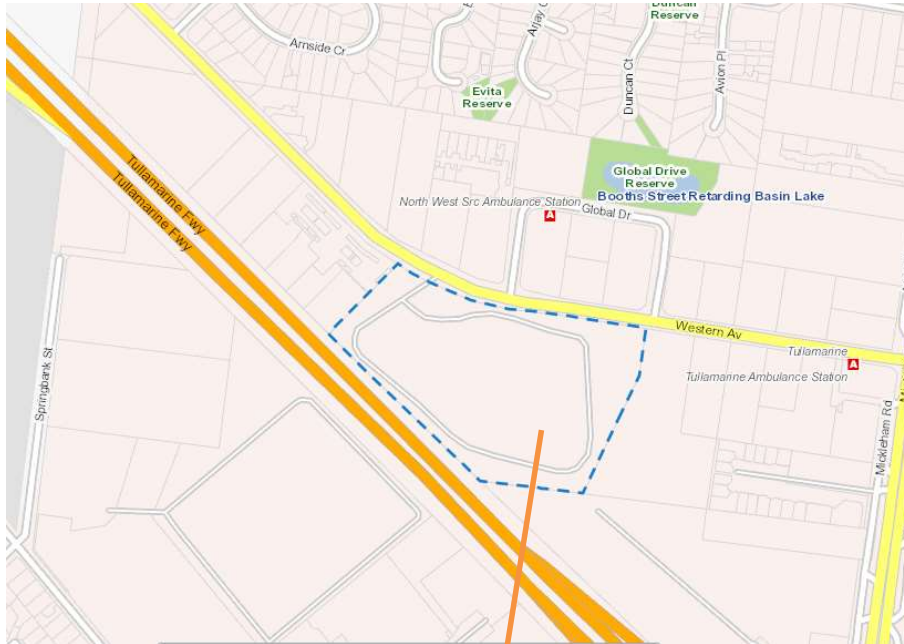 Duncan
Reserve
Arnside Cr
Duncan Ct
Avion Pl
Evita
Reserve
Global Drive
Reserve
Booths Street Retarding Basin Lake
North West Src Ambulance Station
A
Global Dr
Tullamarine Fwy
Tullamarine Fwy
Western Av
Tullamarine
A
Tullamarine Ambulance Station
Springbank St
Mickleham Rd